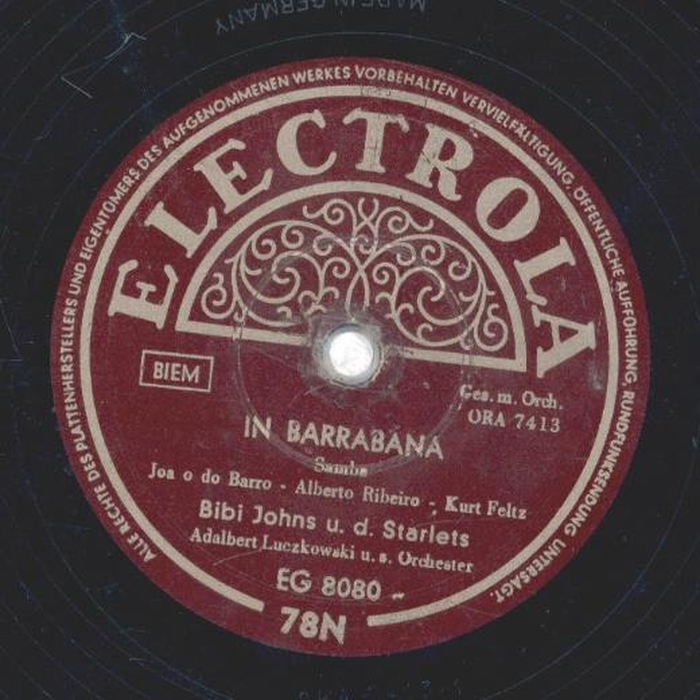 MADE IN GERMANY
ALLE RECHTE DES PLATTENHERSTELLERS UND EIGENTÜMERS DES AUFGENOMMENEN WERKES VORBEHALTEN VERVIELFÄLTIGUNG, ÖFFENTLICHE AUFFÜHRUNG, RUNDFUNKSENDUNG UNTERSAGT.
ELECTROLA
BIEM
Ges. m. Orch.
ORA 7413
IN BARRABANA
Samba
Joa o do Barro - Alberto Ribeiro - Kurt Feltz
Bibi Johns u. d. Starlets
Adalbert Luczkowski u. s. Orchester
EG 8080
78N